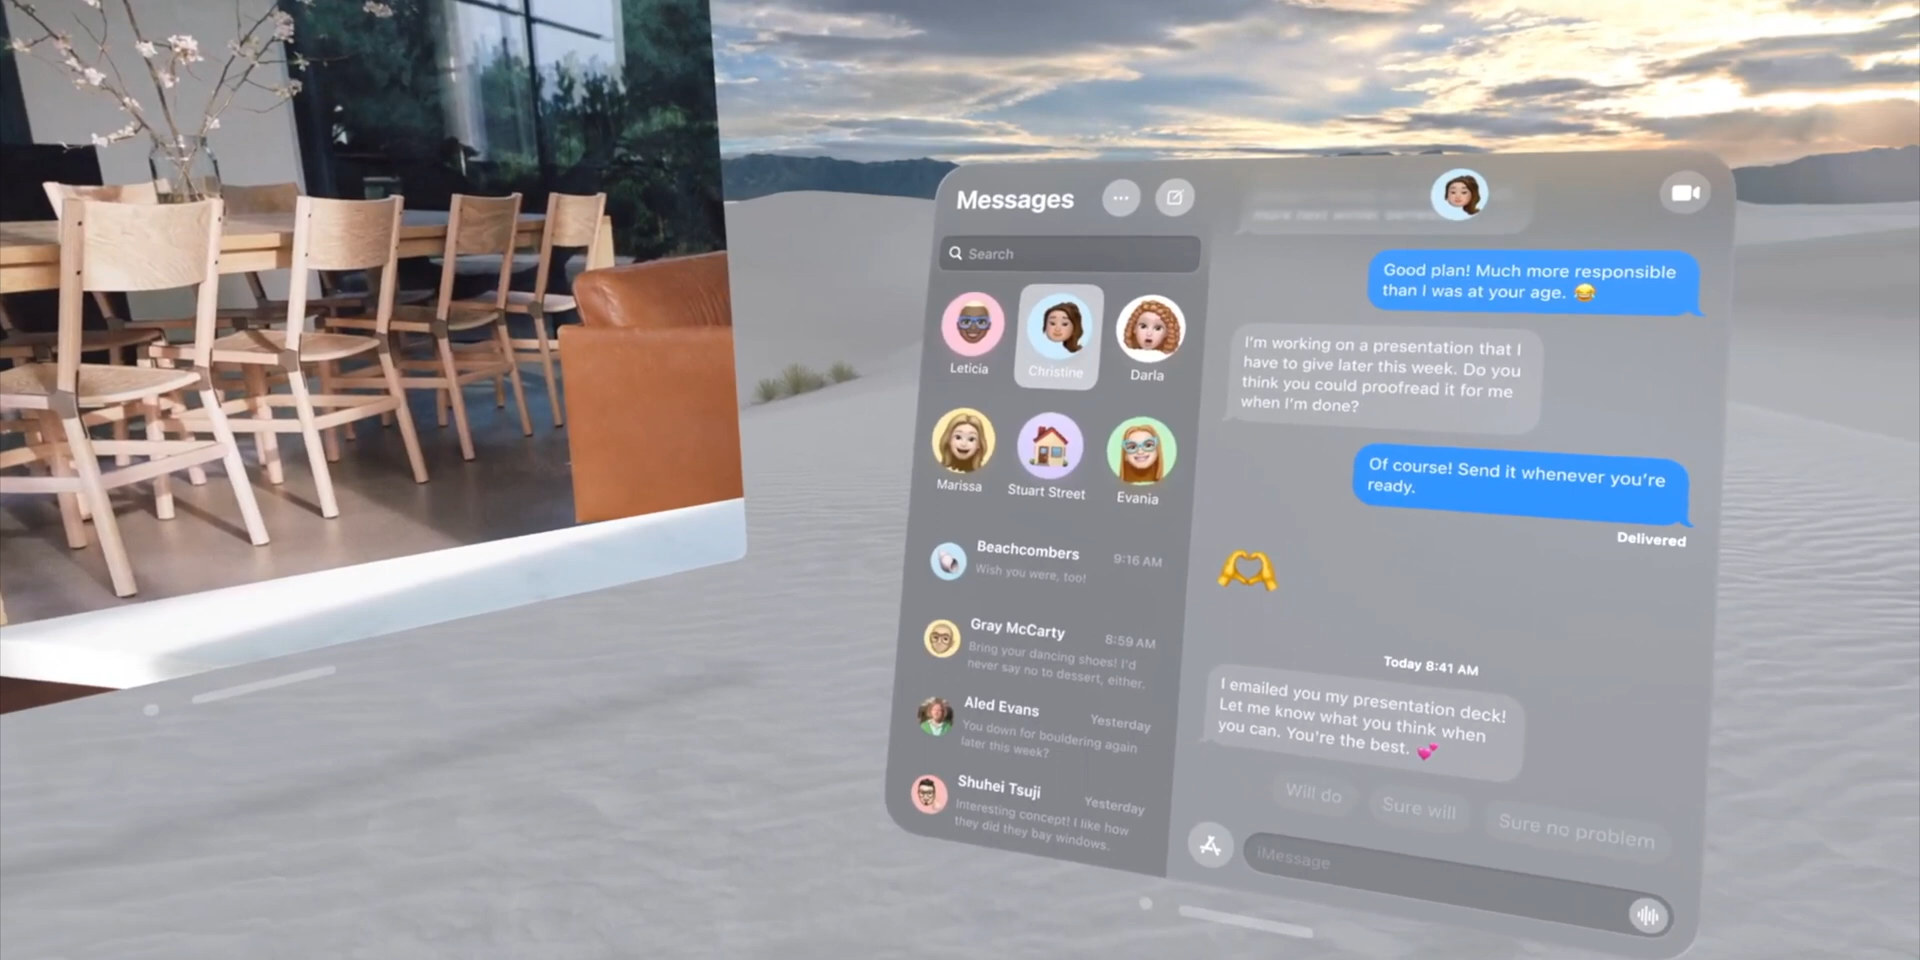 Messages
Search
Leticia
Christine
Darla
Marissa
Stuart Street
Evania
Beachcombers
9:16 AM
Wish you were, too!
Gray McCarty
8:59 AM
Bring your dancing shoes! I'd
never say no to dessert, either.
Aled Evans
Yesterday
You down for bouldering again
later this week?
Shuhei Tsuji
Yesterday
Interesting concept! I like how
they did they bay windows.
Good plan! Much more responsible
than I was at your age. 😂
I'm working on a presentation that I
have to give later this week. Do you
think you could proofread it for me
when I'm done?
Of course! Send it whenever you're
ready.
Delivered
🫶
Today 8:41 AM
I emailed you my presentation deck!
Let me know what you think when
you can. You're the best. 💕
Will do
Sure will
Sure no problem
iMessage